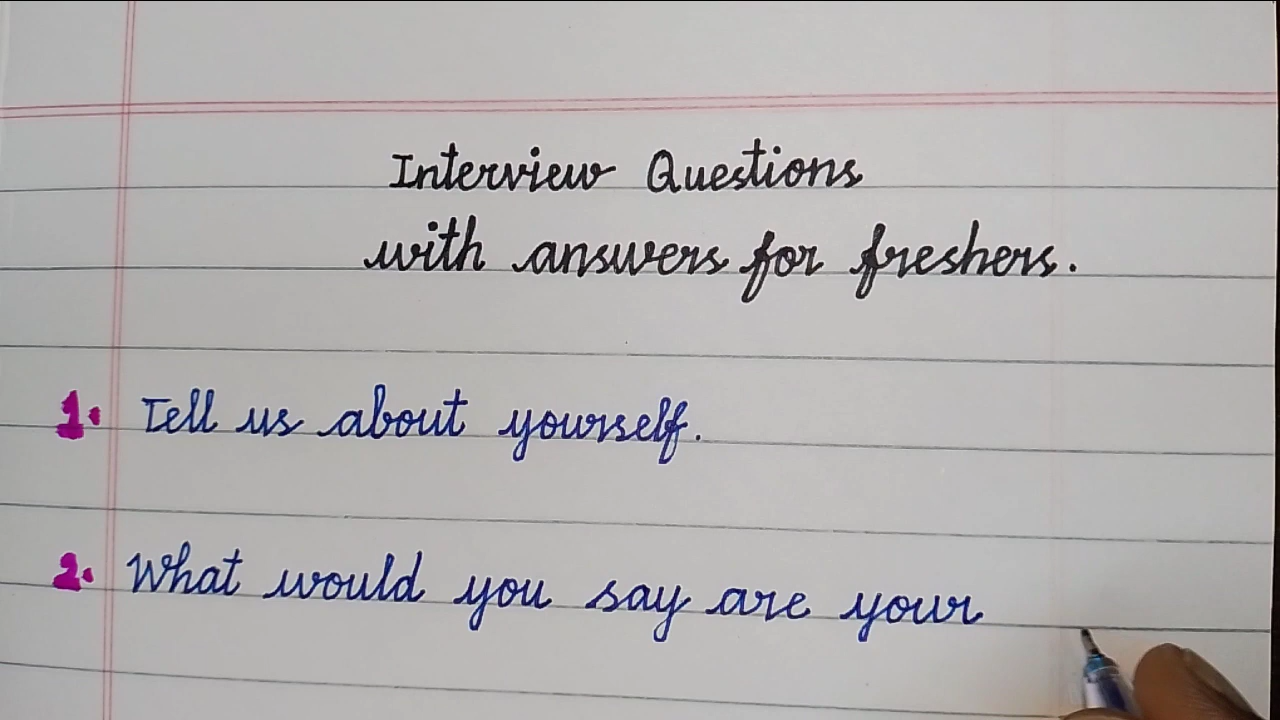 Interview Questions
with answers for freshers.
1. Tell us about yourself.
2. What would you say are your